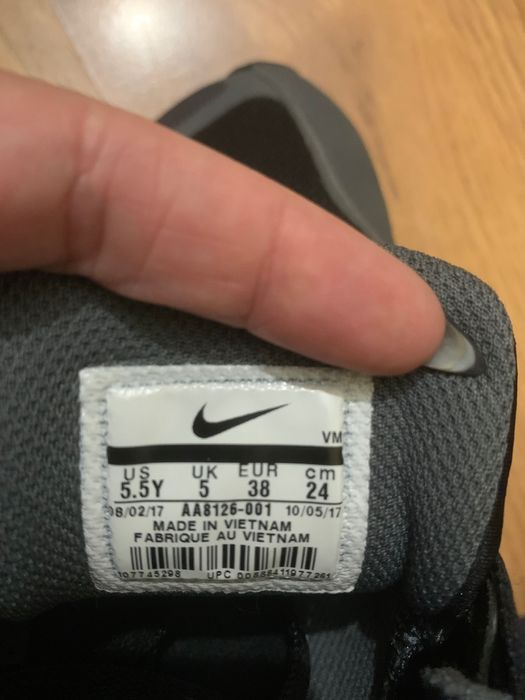 VM
US UK EUR cm
5.5Y 5 38 24
08/02/17 AA8126-001 10/05/17
MADE IN VIETNAM
FABRIQUE AU VIETNAM
UPC